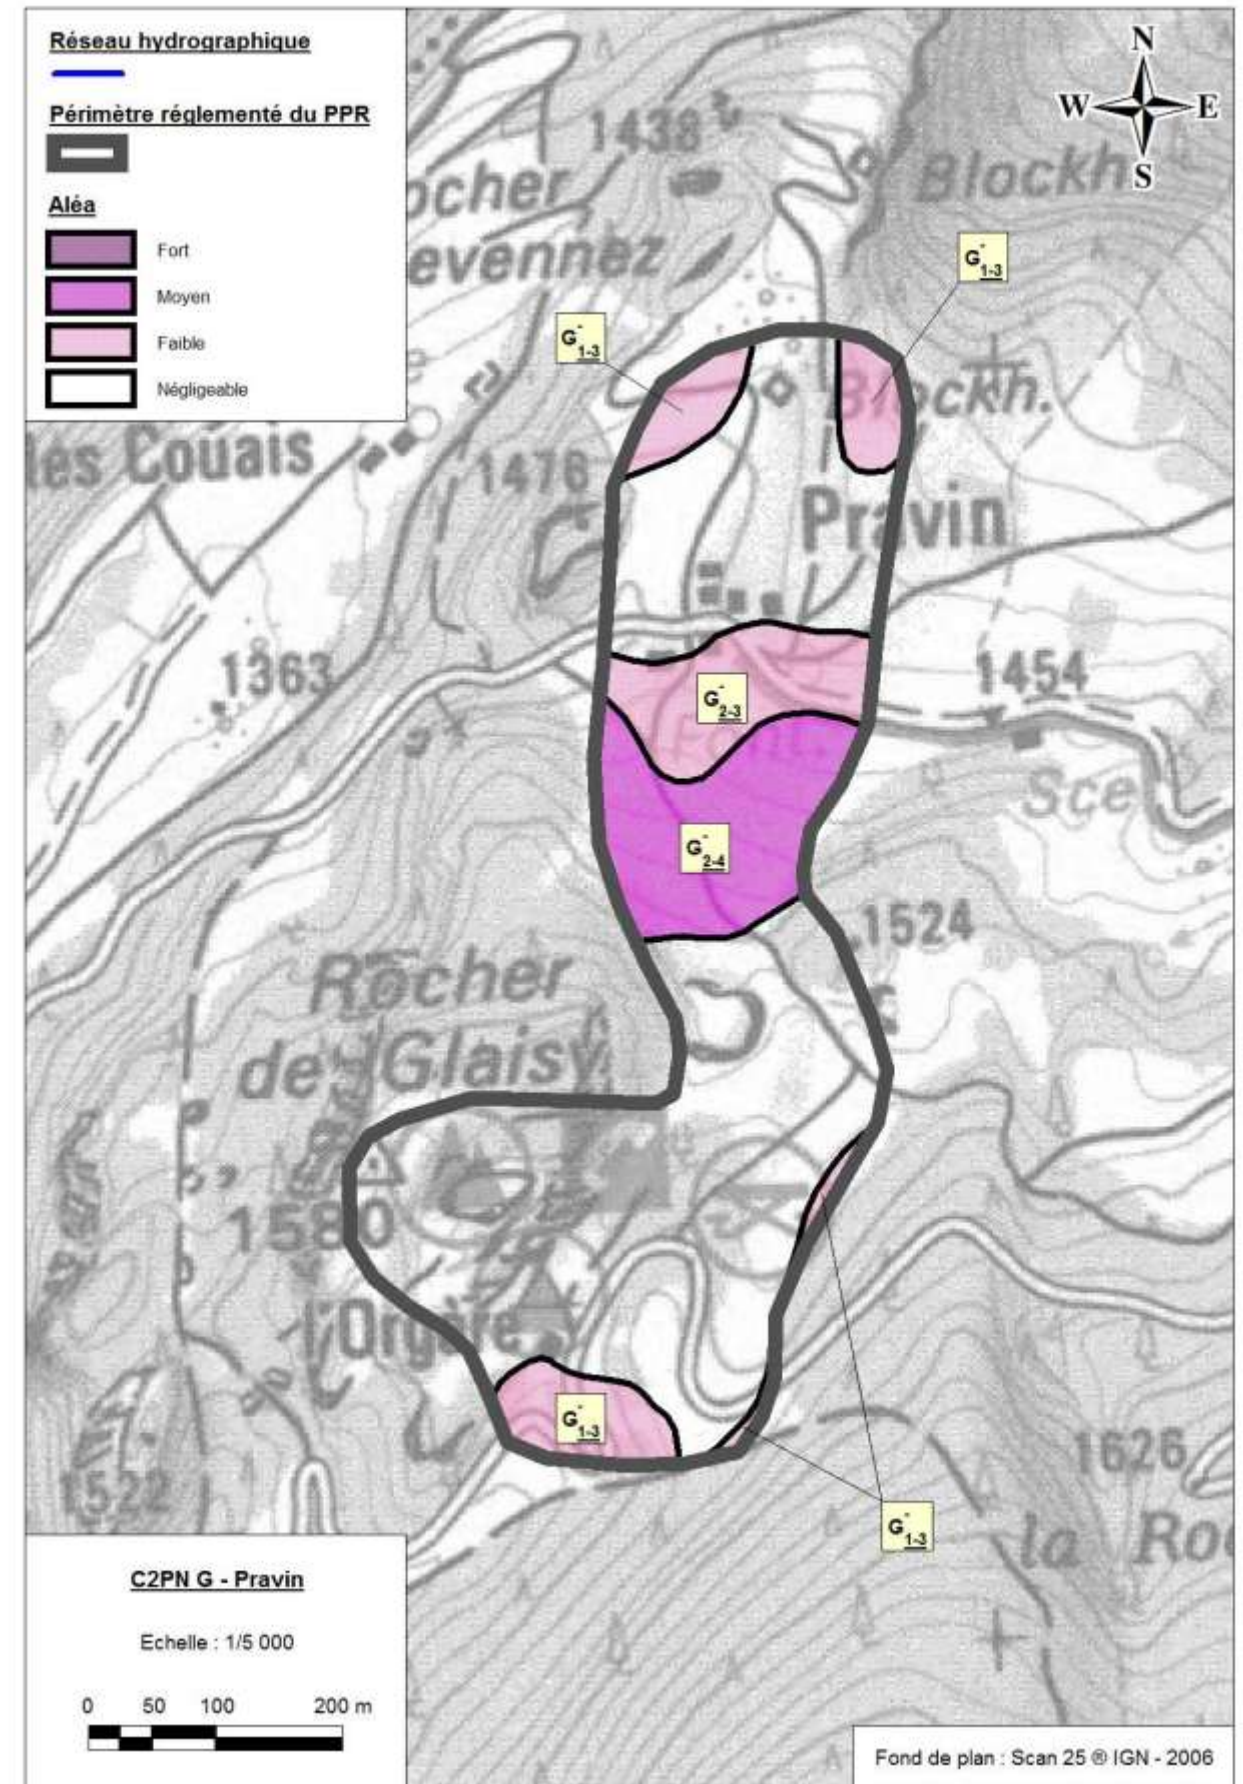 Réseau hydrographique
Périmètre réglementé du PPR
Aléa
Fort
Moyen
Faible
Négligeable
N
W E
S
1438
Blockh.
ocher
evennez
G-1-3
G-1-3
Blockh.
les Couais
1476
Pravin
1363
1454
G-2-3
Font.
Sce
G-2-4
1524
Rocher
de Glaisy
1580
l'Orgère
G-1-3
1522
1626
G-1-3
la Roc
C2PN G - Pravin
Echelle : 1/5 000
0 50 100 200 m
Fond de plan : Scan 25 ® IGN - 2006